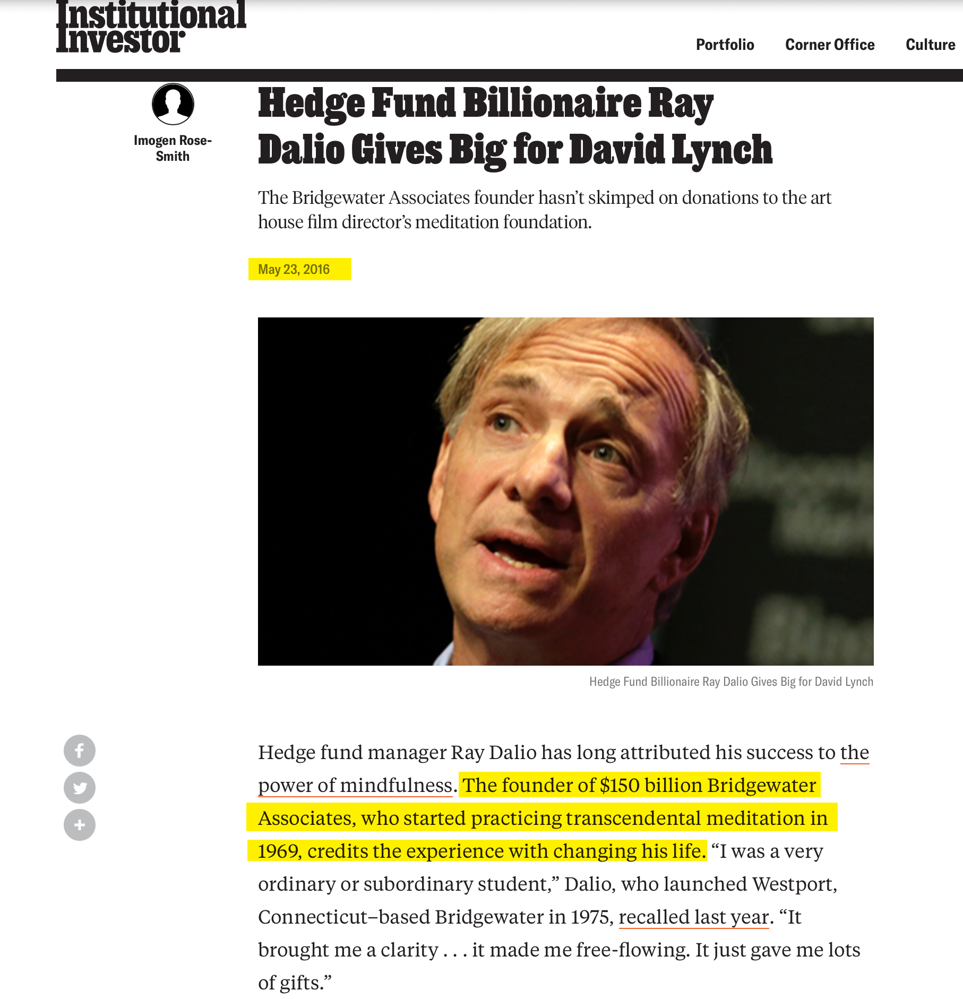 Institutional
Investor
Portfolio
Corner Office
Culture
Imogen Rose-
Smith
Hedge Fund Billionaire Ray
Dalio Gives Big for David Lynch
The Bridgewater Associates founder hasn’t skimped on donations to the art
house film director’s meditation foundation.
May 23, 2016
Hedge Fund Billionaire Ray Dalio Gives Big for David Lynch
Hedge fund manager Ray Dalio has long attributed his success to the
power of mindfulness. The founder of $150 billion Bridgewater
Associates, who started practicing transcendental meditation in
1969, credits the experience with changing his life. “I was a very
ordinary or subordinary student,” Dalio, who launched Westport,
Connecticut–based Bridgewater in 1975, recalled last year. “It
brought me a clarity . . . it made me free-flowing. It just gave me lots
of gifts.”